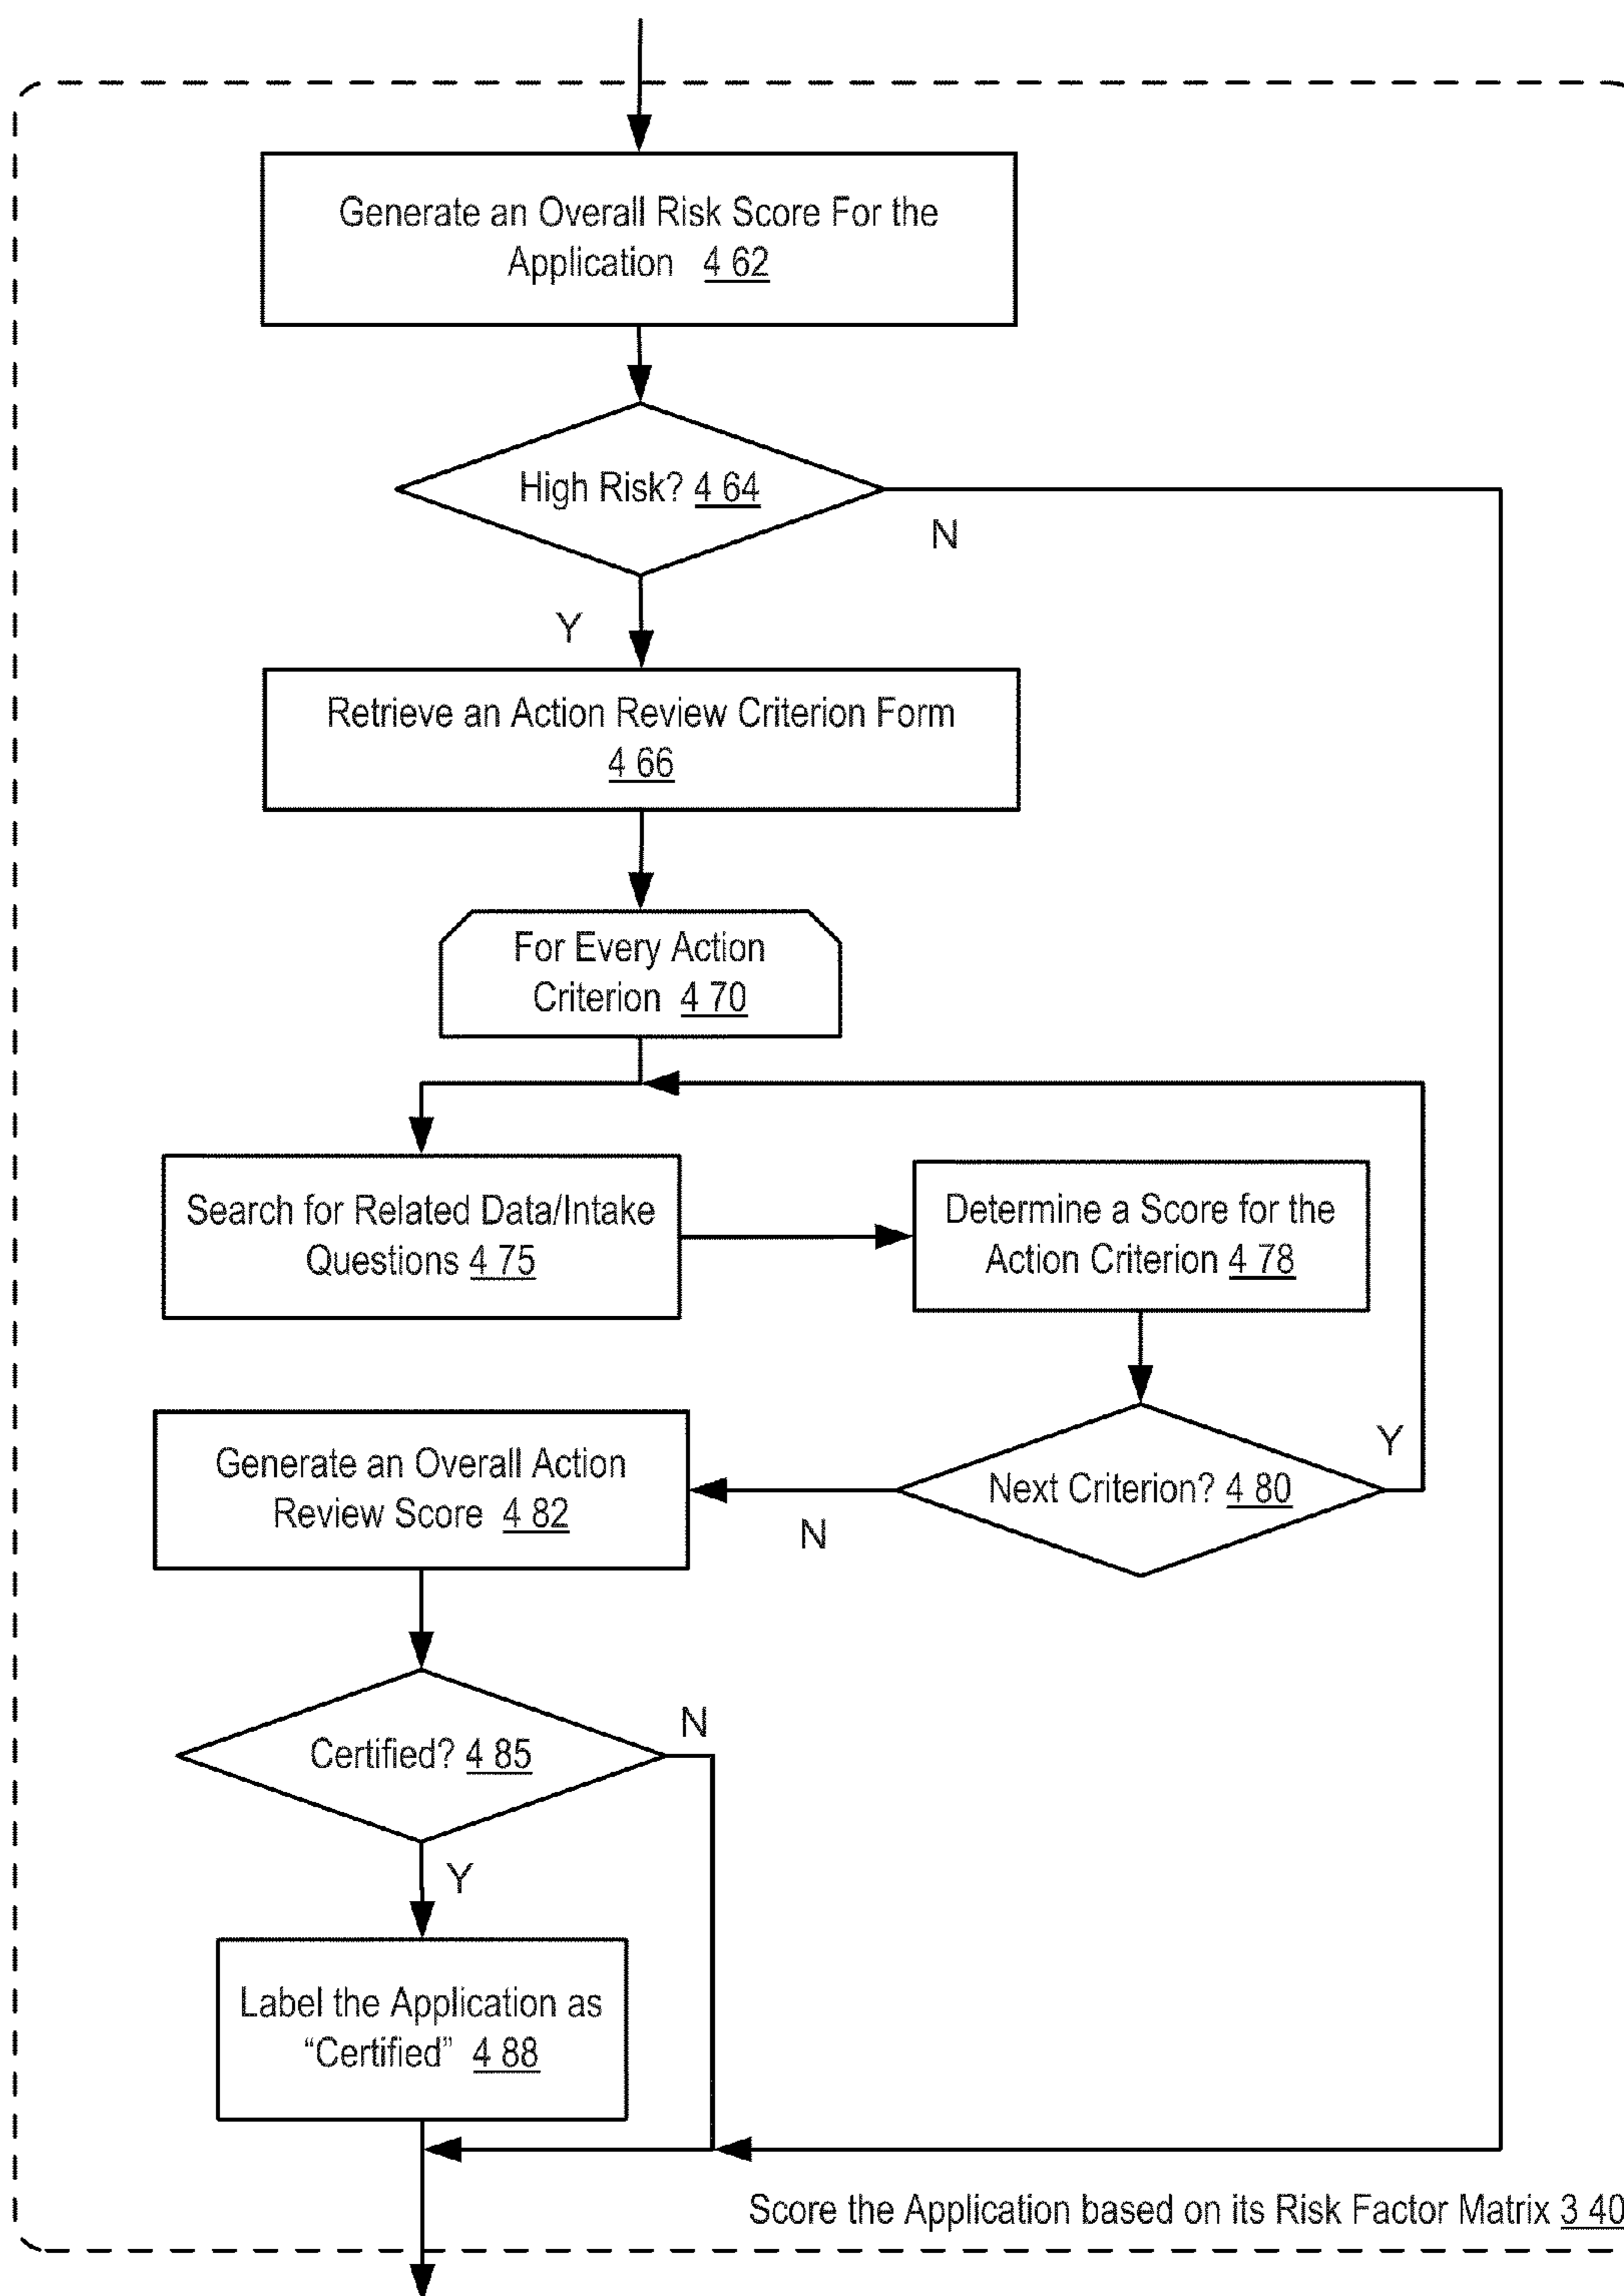 Generate an Overall Risk Score For the
Application 4 62
High Risk? 4 64
N
Y
Retrieve an Action Review Criterion Form
4 66
For Every Action
Criterion 4 70
Search for Related Data/Intake
Questions 4 75
Determine a Score for the
Action Criterion 4 78
Y
Next Criterion? 4 80
N
Generate an Overall Action
Review Score 4 82
N
Certified? 4 85
Y
Label the Application as
“Certified” 4 88
Score the Application based on its Risk Factor Matrix 3 40